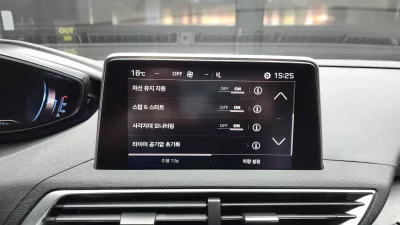 OUT
18°C -- OFF -- 15:25
차선 유지 지원 OFF ON
스탑 & 스타트 OFF ON
사각지대 모니터링 OFF ON
타이어 공기압 초기화
주행 기능 차량 설정